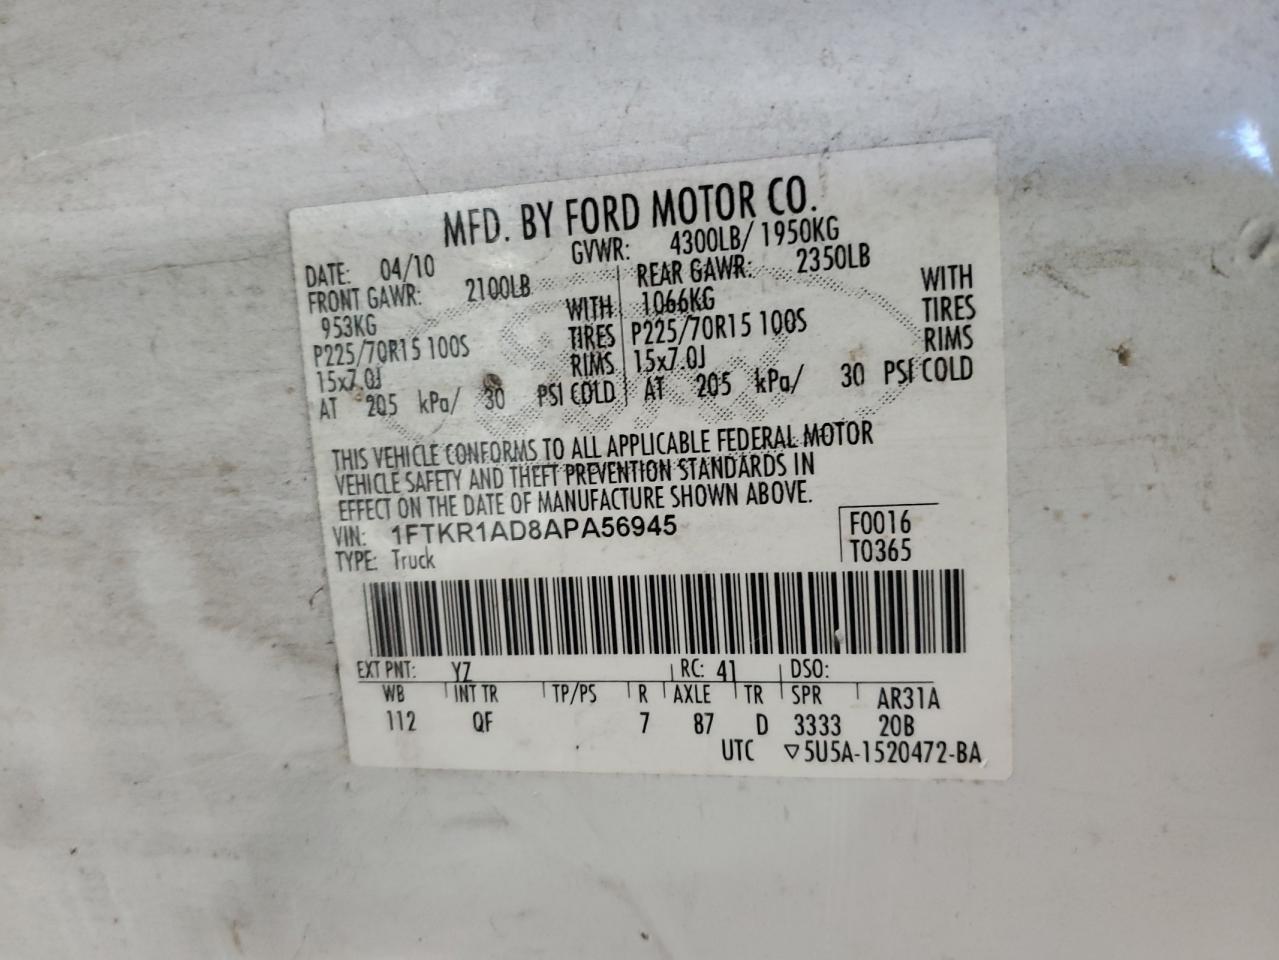 MFD. BY FORD MOTOR CO.
DATE: 04/10 GVWR: 4300LB/ 1950KG
FRONT GAWR: 2100LB REAR GAWR: 2350LB
953KG WITH 1066KG WITH
P225/70R15 100S TIRES P225/70R15 100S TIRES
15x7.0J RIMS 15x7.0J RIMS
AT 205 kPa/ 30 PSI COLD AT 205 kPa/ 30 PSI COLD
THIS VEHICLE CONFORMS TO ALL APPLICABLE FEDERAL MOTOR
VEHICLE SAFETY AND THEFT PREVENTION STANDARDS IN
EFFECT ON THE DATE OF MANUFACTURE SHOWN ABOVE.
VIN: 1FTKR1AD8APA56945 F0016
TYPE: Truck T0365
EXT PNT: YZ RC: 41 DSO:
WB INT TR TP/PS R AXLE TR SPR AR31A
112 QF 7 87 D 3333 20B
UTC ▽5U5A-1520472-BA